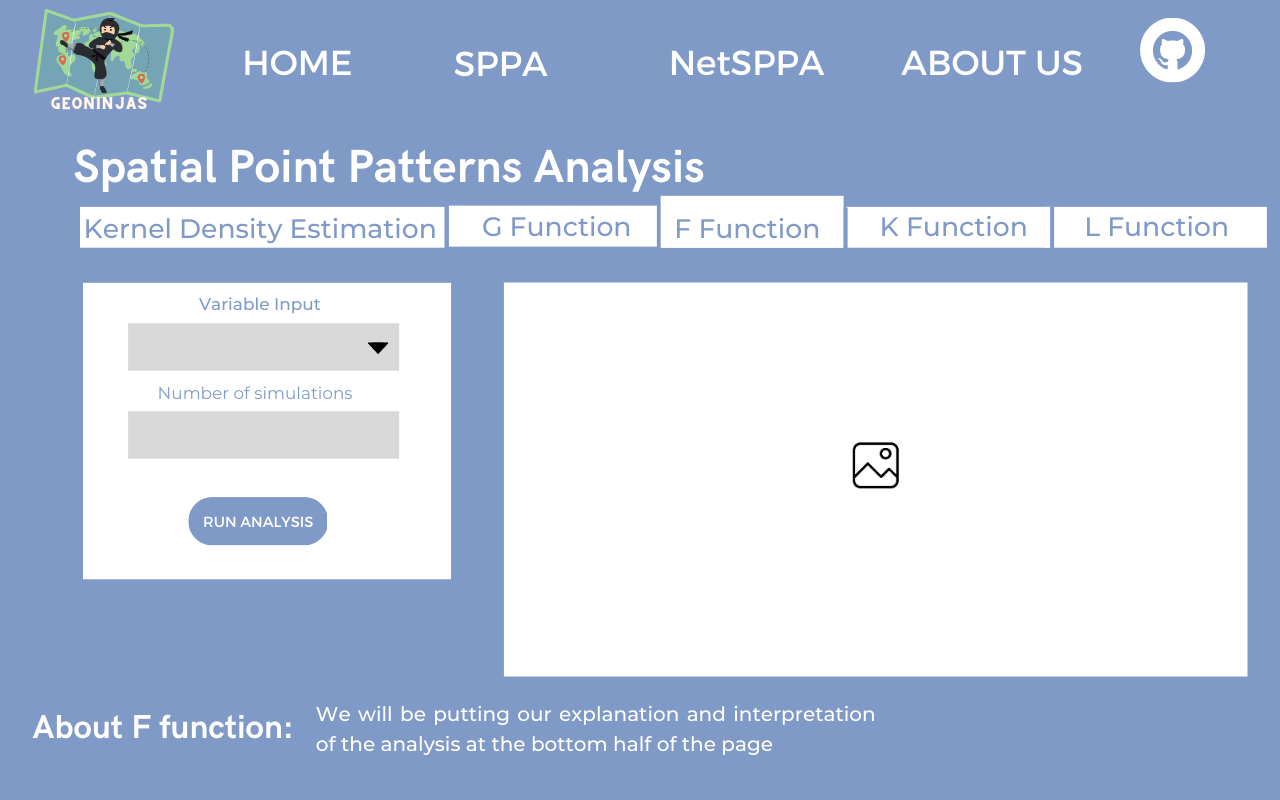 GEONINJAS
HOME SPPA NetSPPA ABOUT US
Spatial Point Patterns Analysis
Kernel Density Estimation G Function F Function K Function L Function
Variable Input
Number of simulations
RUN ANALYSIS
About F function:
We will be putting our explanation and interpretation
of the analysis at the bottom half of the page